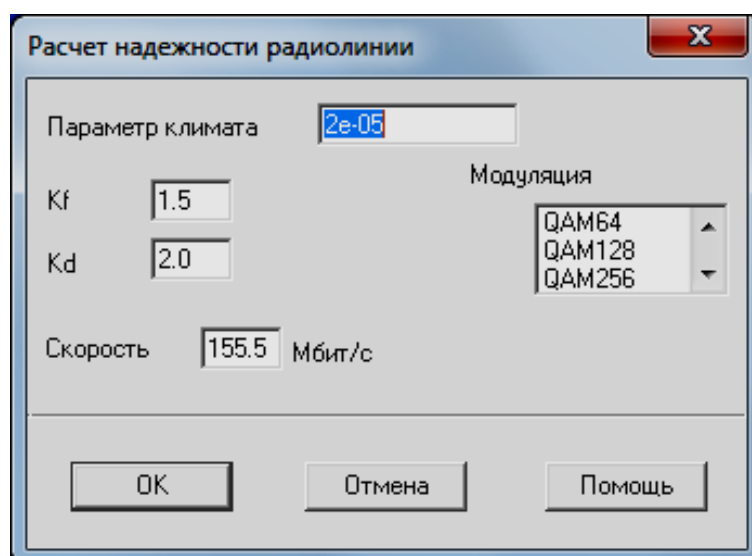 Расчет надежности радиолинии
Параметр климата 2e-05
Модуляция
Kf 1.5
QAM64
Kd 2.0
QAM128
QAM256
Скорость 155.5 Мбит/с
OK Отмена Помощь